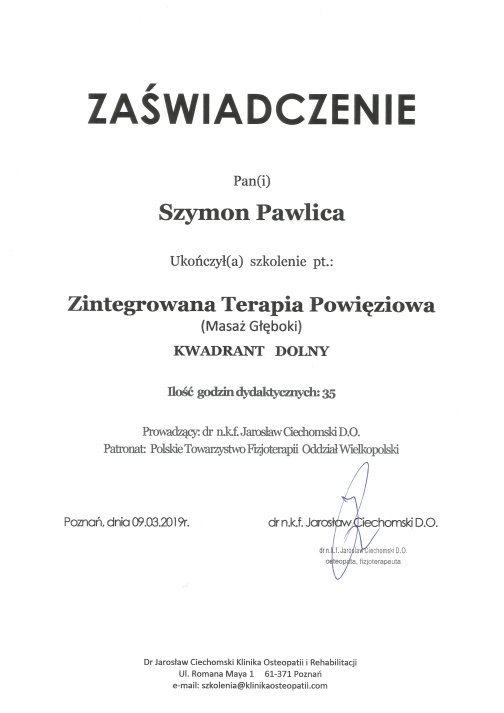 ZAŚWIADCZENIE
Pan(i)
Szymon Pawlica
Ukończył(a) szkolenie pt.:
Zintegrowana Terapia Powięziowa
(Masaż Głęboki)
KWADRANT DOLNY
Ilość godzin dydaktycznych: 35
Prowadzący: dr n.k.f. Jarosław Ciechomski D.O.
Patronat: Polskie Towarzystwo Fizjoterapii Oddział Wielkopolski
Poznań, dnia 09.03.2019r. dr n.k.f. Jarosław Ciechomski D.O.
dr n.k.f. Jarosław Ciechomski D.O.
osteopata, fizjoterapeuta
Dr Jarosław Ciechomski Klinika Osteopatii i Rehabilitacji
Ul. Romana Maya 1 61-371 Poznań
e-mail: szkolenia@klinikaosteopatii.com